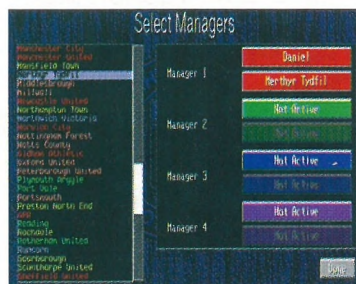 Select Managers
Manchester City
Manchester United
Mansfield Town
Merthyr Tydfil
Middlesbrough
Millwall
Newcastle United
Northampton Town
Northwich Victoria
Norwich City
Nottingham Forest
Notts County
Oldham Athletic
Oxford United
Peterborough United
Plymouth Argyle
Port Vale
Portsmouth
Preston North End
QPR
Reading
Rochdale
Rotherham United
Runcorn
Scarborough
Scunthorpe United
Sheffield United
Manager 1
Daniel
Merthyr Tydfil
Manager 2
Not Active
Not Active
Manager 3
Not Active
Not Active
Manager 4
Not Active
Not Active
Done